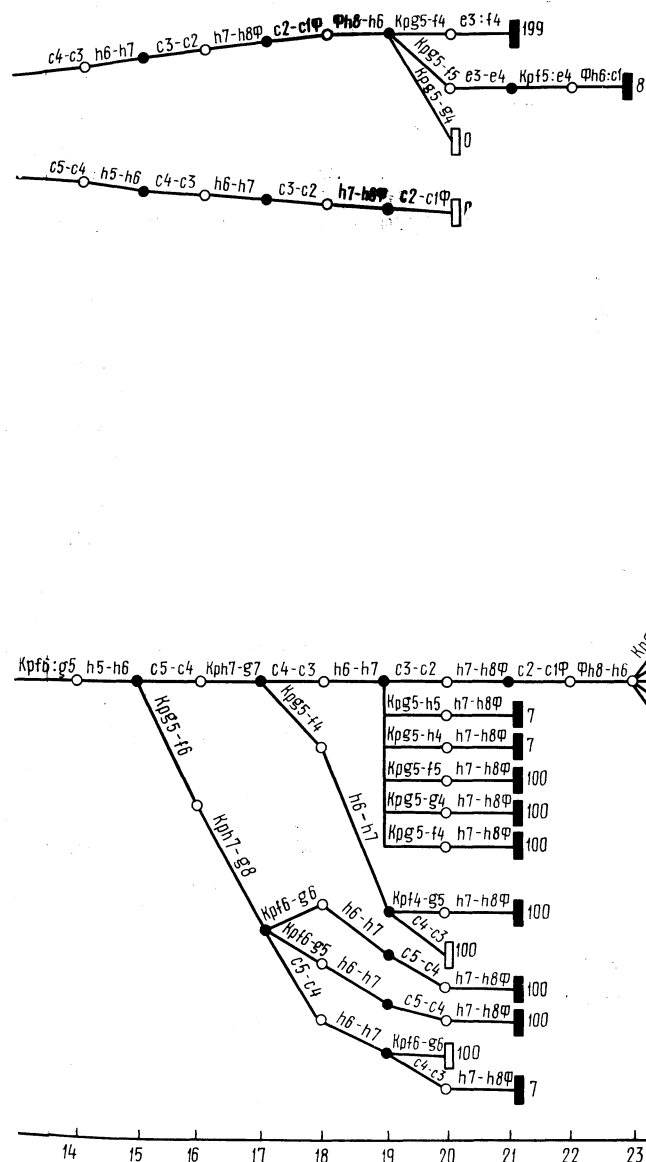 c4-c3 h6-h7 c3-c2 h7-h8Ф c2-c1Ф Фh8-h6 Kpg5-f4 e3:f4 199
Kpg5-f5 e3-e4 Kpf5:e4 Фh6:c1 8
Kpg5-g4 0
c5-c4 h5-h6 c4-c3 h6-h7 c3-c2 h7-h8Ф c2-c1Ф
Kpf6:g5 h5-h6 c5-c4 Kph7-g7 c4-c3 h6-h7 c3-c2 h7-h8Ф c2-c1Ф Фh8-h6
Kpg5-h5 h7-h8Ф 7
Kpg5-h4 h7-h8Ф 7
Kpg5-f5 h7-h8Ф 100
Kpg5-g4 h7-h8Ф 100
Kpg5-f4 h7-h8Ф 100
Kpg5-f4 h6-h7 Kpf4-g5 h7-h8Ф 100
c4-c3 100
Kpg5-f6 Kph7-g8 Kpf6-g6 h6-h7 c5-c4 h7-h8Ф 100
Kpf6-g5 h6-h7 c5-c4 h7-h8Ф 100
c5-c4 h6-h7 Kpf6-g6 100
c4-c3 h7-h8Ф 7
14 15 16 17 18 19 20 21 22 23